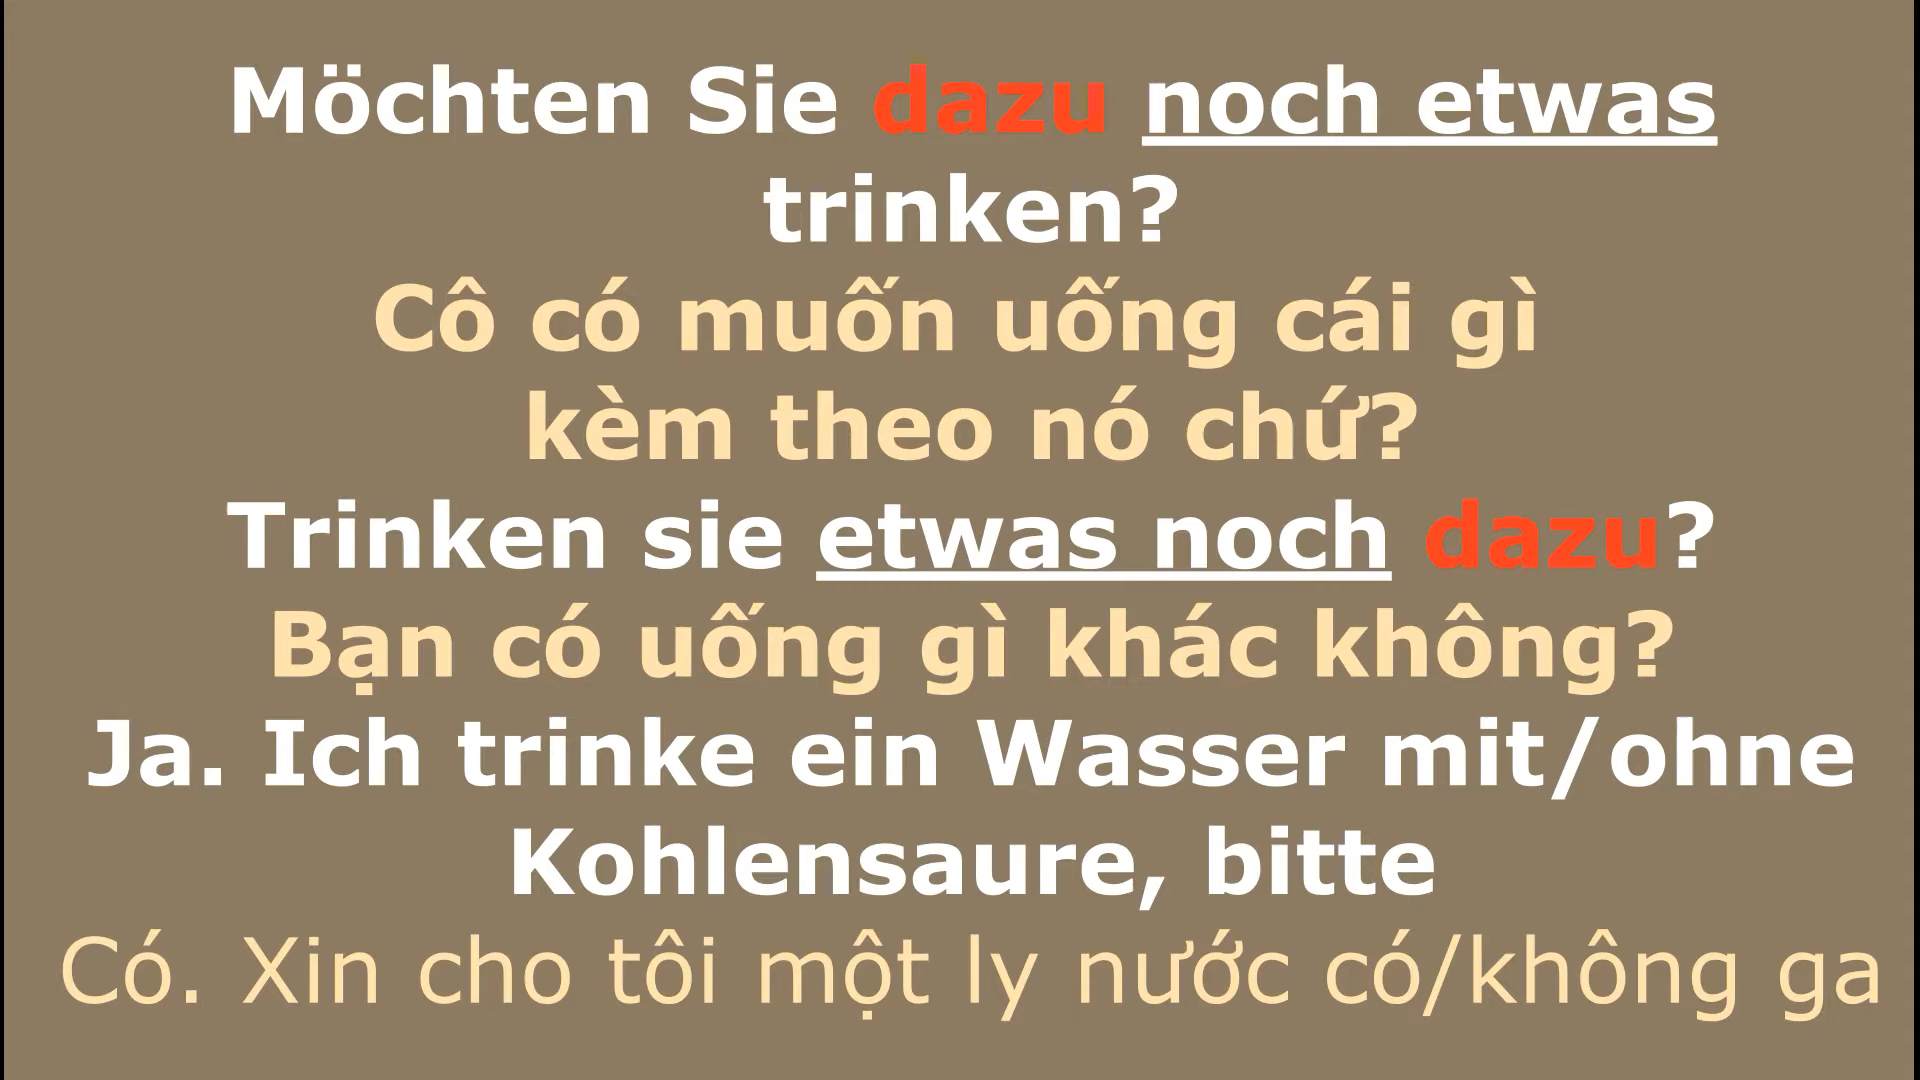 Möchten Sie dazu noch etwas
trinken?
Cô có muốn uống cái gì
kèm theo nó chứ?
Trinken sie etwas noch dazu?
Bạn có uống gì khác không?
Ja. Ich trinke ein Wasser mit/ohne
Kohlensaure, bitte
Có. Xin cho tôi một ly nước có/không ga